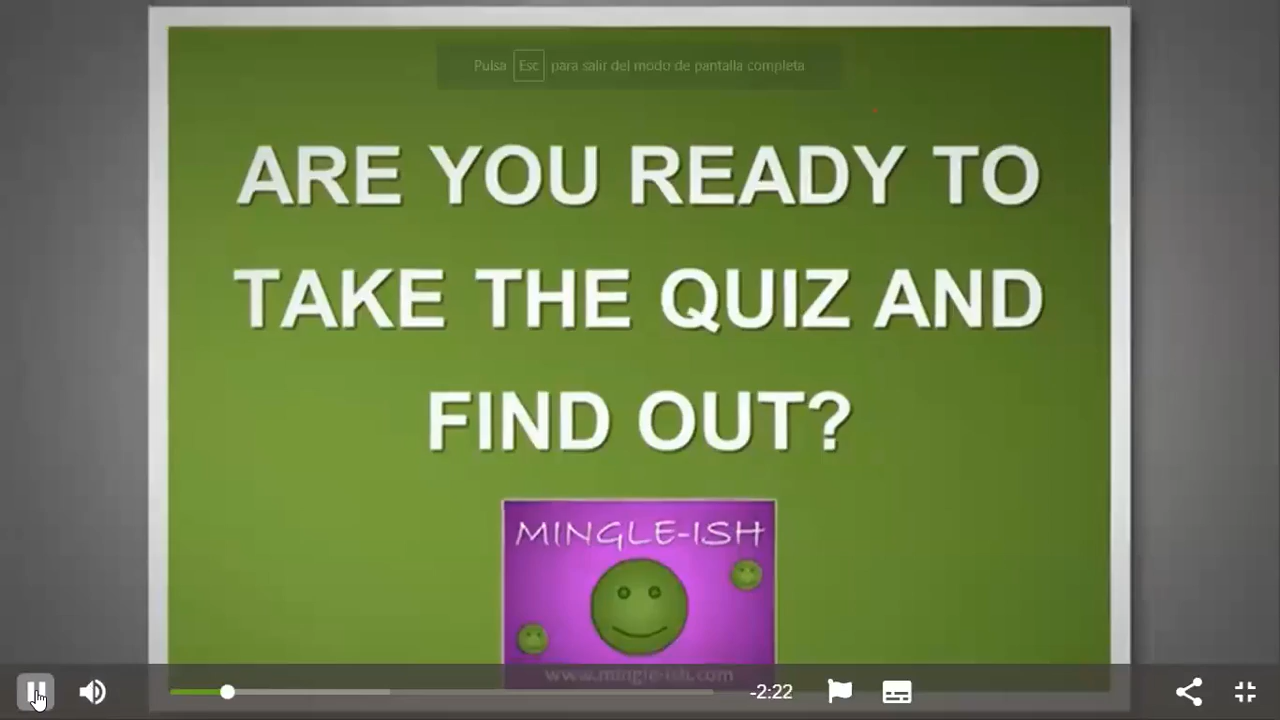 Pulsa Esc para salir del modo de pantalla completa
ARE YOU READY TO
TAKE THE QUIZ AND
FIND OUT?
MINGLE-ISH
www.mingle-ish.com
-2:22